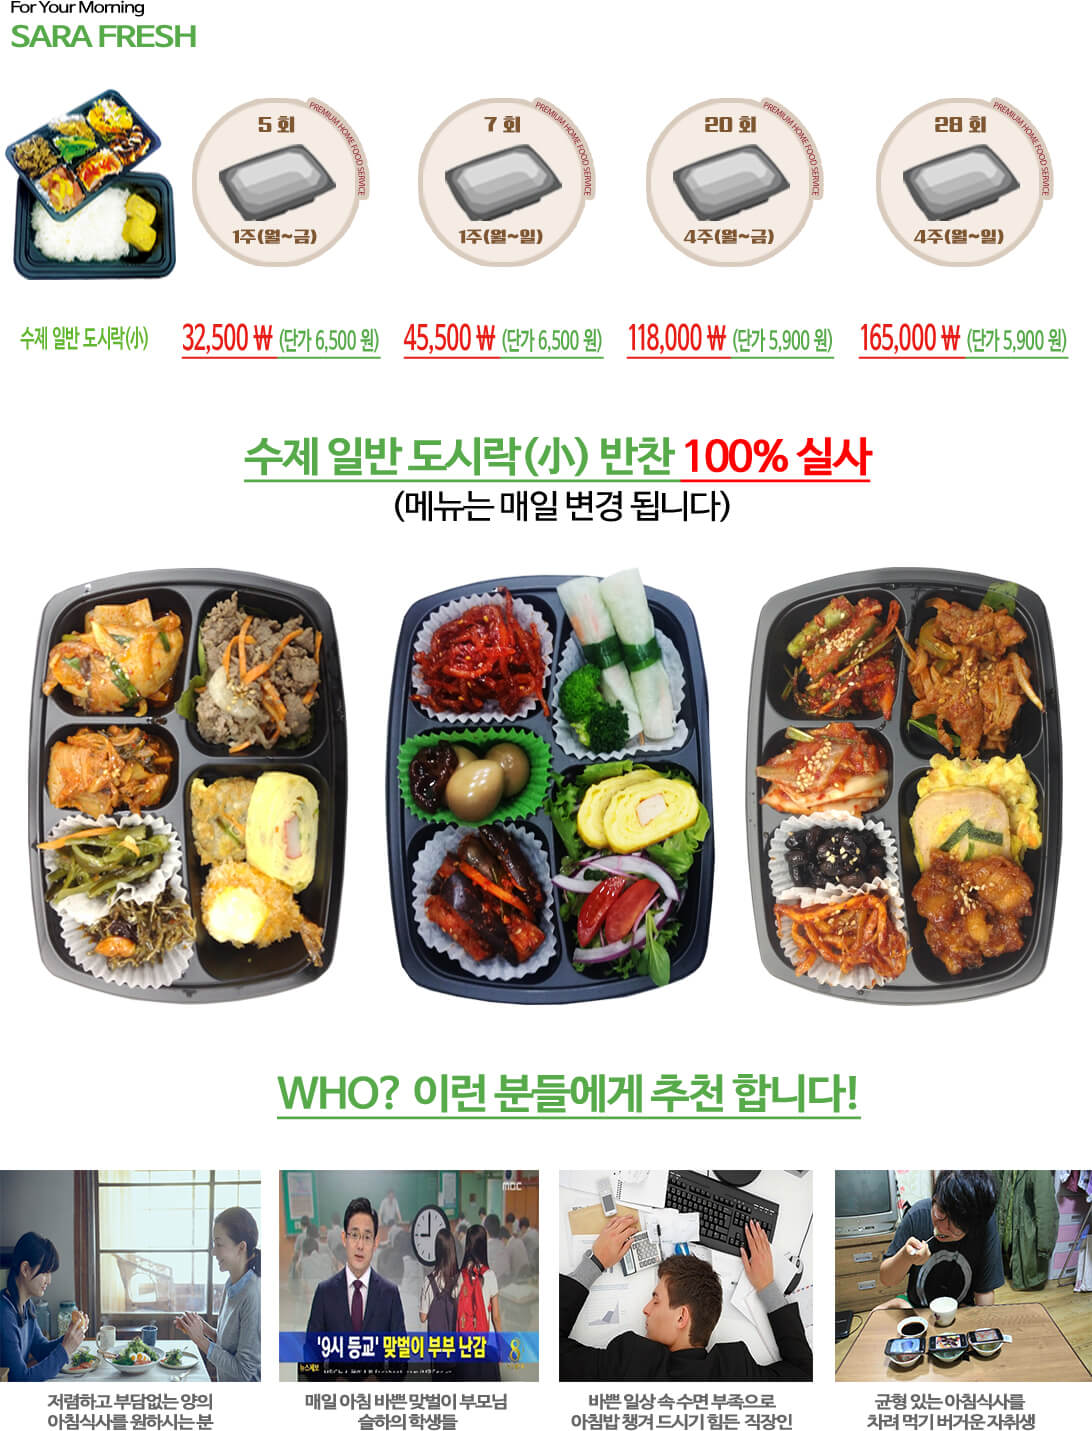 For Your Morning
SARA FRESH
PREMIUM HOME FOOD SERVICE
5 회
1주(월~금)
PREMIUM HOME FOOD SERVICE
7 회
1주(월~일)
PREMIUM HOME FOOD SERVICE
20 회
4주(월~금)
PREMIUM HOME FOOD SERVICE
28 회
4주(월~일)
수제 일반 도시락(小)
32,500 ₩ (단가 6,500 원)
45,500 ₩ (단가 6,500 원)
118,000 ₩ (단가 5,900 원)
165,000 ₩ (단가 5,900 원)
수제 일반 도시락(小) 반찬 100% 실사
(메뉴는 매일 변경 됩니다)
WHO? 이런 분들에게 추천 합니다!
mbc
'9시 등교' 맞벌이 부부 난감
뉴스제보
8
저렴하고 부담없는 양의
아침식사를 원하시는 분
매일 아침 바쁜 맞벌이 부모님
슬하의 학생들
바쁜 일상 속 수면 부족으로
아침밥 챙겨 드시기 힘든 직장인
균형 있는 아침식사를
차려 먹기 버거운 자취생